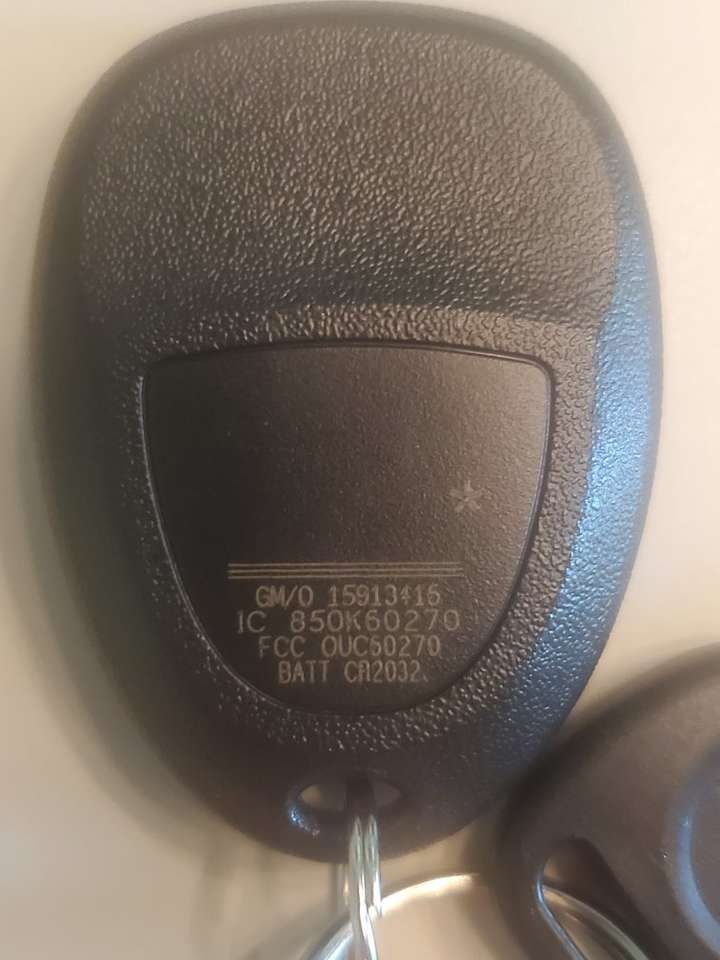 *
GM/O 15913416
IC 850K60270
FCC OUC60270
BATT CR2032